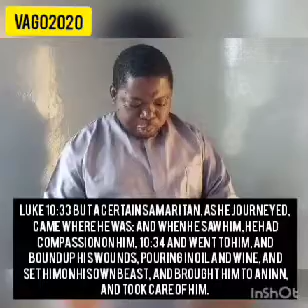 VAGO2020
LUKE 10:33 BUT A CERTAIN SAMARITAN, AS HE JOURNEYED,
CAME WHERE HE WAS: AND WHEN HE SAW HIM, HE HAD
COMPASSION ON HIM, 10:34 AND WENT TO HIM, AND
BOUND UP HIS WOUNDS, POURING IN OIL AND WINE, AND
SET HIM ON HIS OWN BEAST, AND BROUGHT HIM TO AN INN,
AND TOOK CARE OF HIM.
InShOt